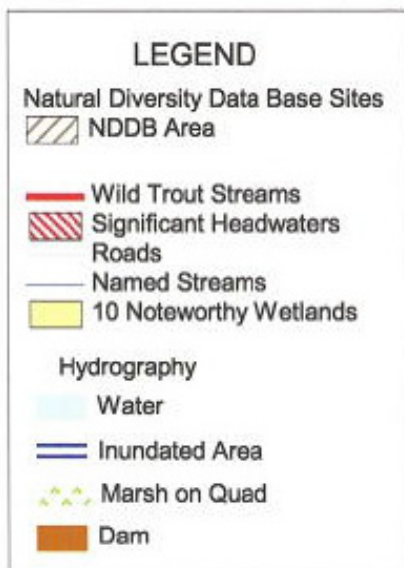 LEGEND
Natural Diversity Data Base Sites
NDDB Area
Wild Trout Streams
Significant Headwaters
Roads
Named Streams
10 Noteworthy Wetlands
Hydrography
Water
Inundated Area
Marsh on Quad
Dam